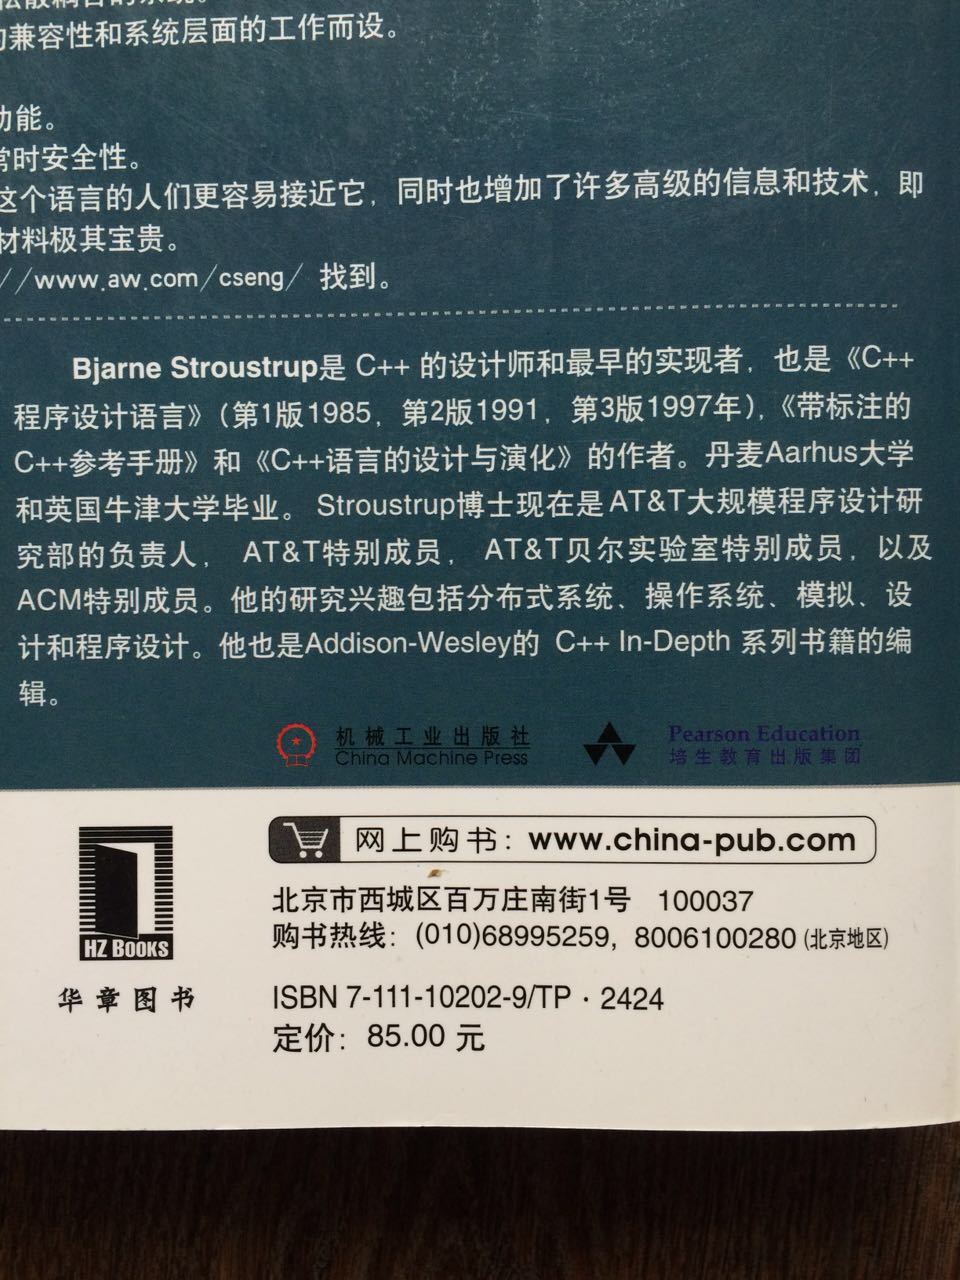 的兼容性和系统层面的工作而设。
功能。
常时安全性。
这个语言的人们更容易接近它，同时也增加了许多高级的信息和技术，即
材料极其宝贵。
//www.aw.com/cseng/ 找到。
Bjarne Stroustrup是 C++ 的设计师和最早的实现者，也是《C++
程序设计语言》（第1版1985，第2版1991，第3版1997年），《带标注的
C++参考手册》和《C++语言的设计与演化》的作者。丹麦Aarhus大学
和英国牛津大学毕业。Stroustrup博士现在是AT&T大规模程序设计研
究部的负责人， AT&T特别成员， AT&T贝尔实验室特别成员，以及
ACM特别成员。他的研究兴趣包括分布式系统、操作系统、模拟、设
计和程序设计。他也是Addison-Wesley的 C++ In-Depth 系列书籍的编
辑。
机械工业出版社
China Machine Press
Pearson Education
培生教育出版集团
网上购书：www.china-pub.com
北京市西城区百万庄南街1号 100037
购书热线：(010)68995259, 8006100280 (北京地区)
HZ BOOKS
华章图书
ISBN 7-111-10202-9/TP · 2424
定价：85.00 元